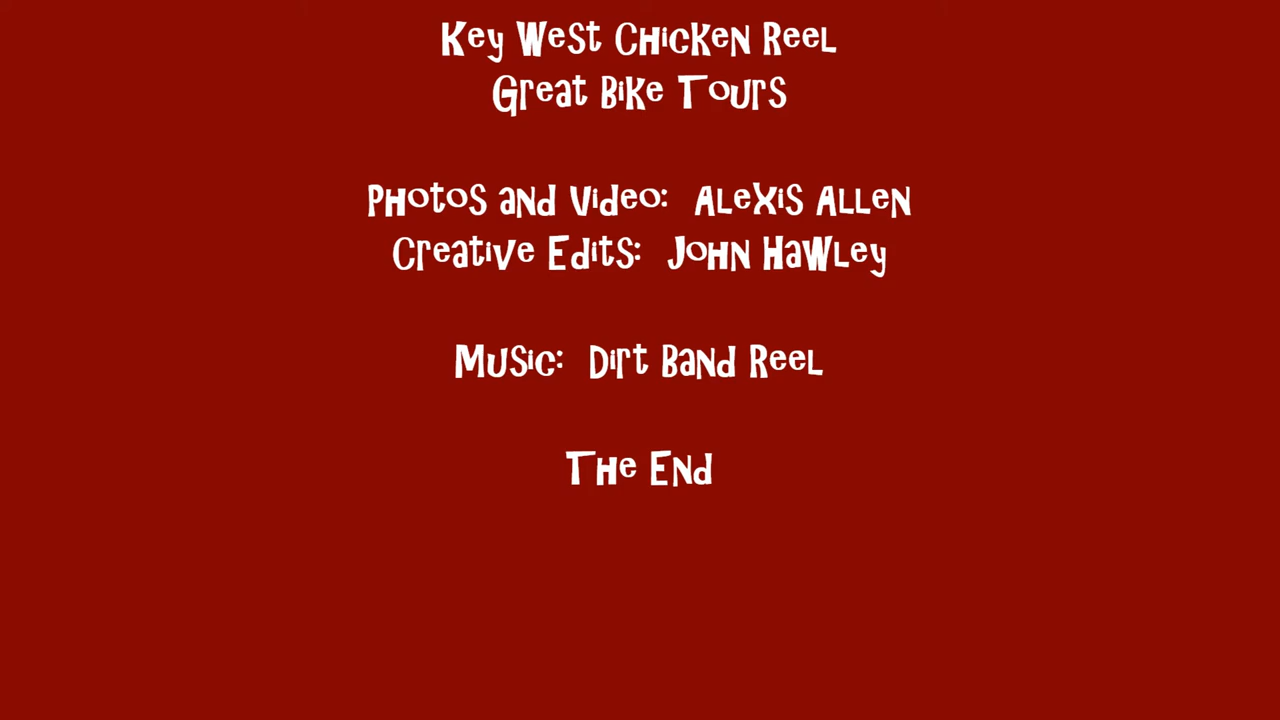 Key West Chicken Reel
Great Bike Tours
Photos and Video: Alexis Allen
Creative Edits: John Hawley
Music: Dirt Band Reel
The End